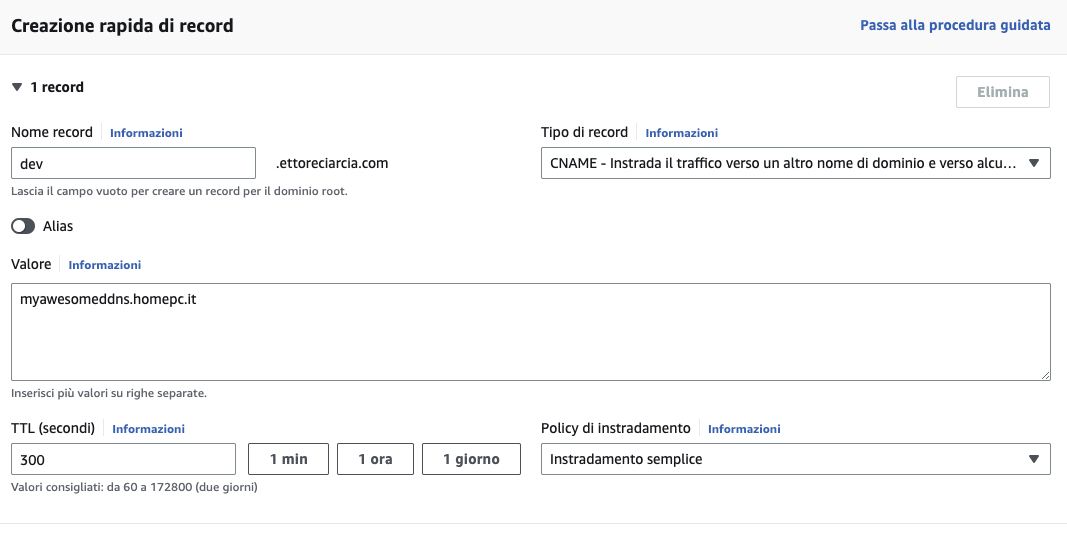 Creazione rapida di record
Passa alla procedura guidata
1 record
Elimina
Nome record
Informazioni
Tipo di record
Informazioni
dev
.ettoreciarcia.com
CNAME - Instrada il traffico verso un altro nome di dominio e verso alcu...
Lascia il campo vuoto per creare un record per il dominio root.
Alias
Valore
Informazioni
myawesomeddns.homepc.it
Inserisci più valori su righe separate.
TTL (secondi)
Informazioni
Policy di instradamento
Informazioni
300
1 min
1 ora
1 giorno
Instradamento semplice
Valori consigliati: da 60 a 172800 (due giorni)